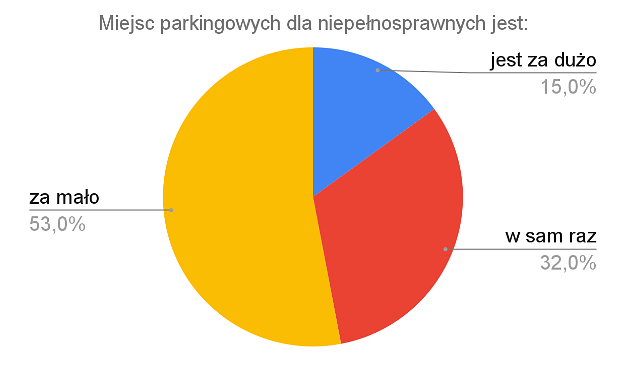 Miejsc parkingowych dla niepełnosprawnych jest:
jest za dużo
15,0%
za mało
53,0%
w sam raz
32,0%